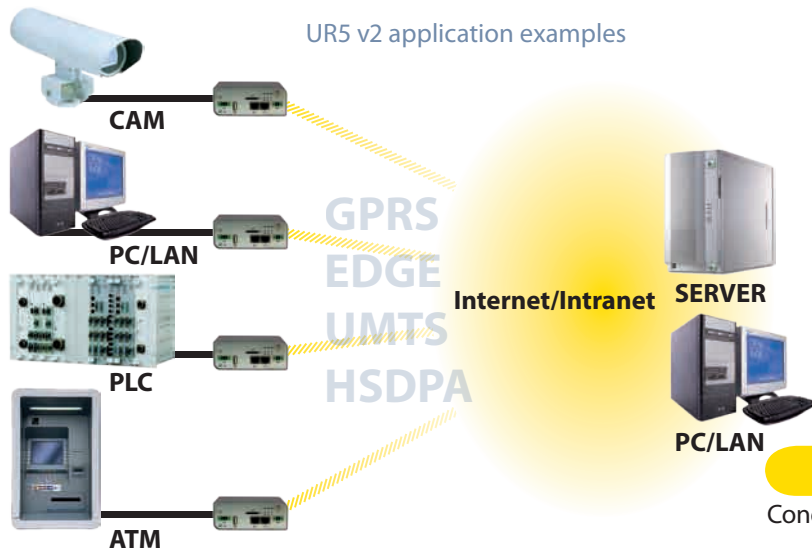 UR5 v2 application examples
CAM
PC/LAN
PLC
ATM
GPRS
EDGE
UMTS
HSDPA
Internet/Intranet
SERVER
PC/LAN